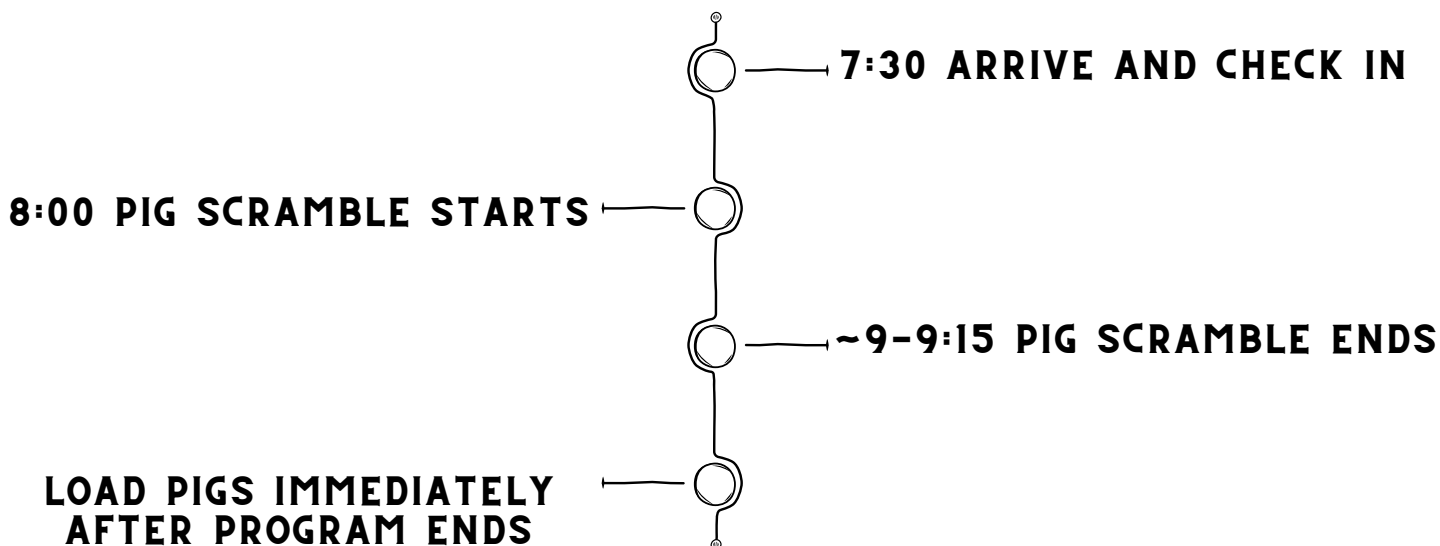 7:30 ARRIVE AND CHECK IN
8:00 PIG SCRAMBLE STARTS
~9-9:15 PIG SCRAMBLE ENDS
LOAD PIGS IMMEDIATELY
AFTER PROGRAM ENDS